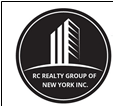 RC REALTY GROUP OF
NEW YORK INC.